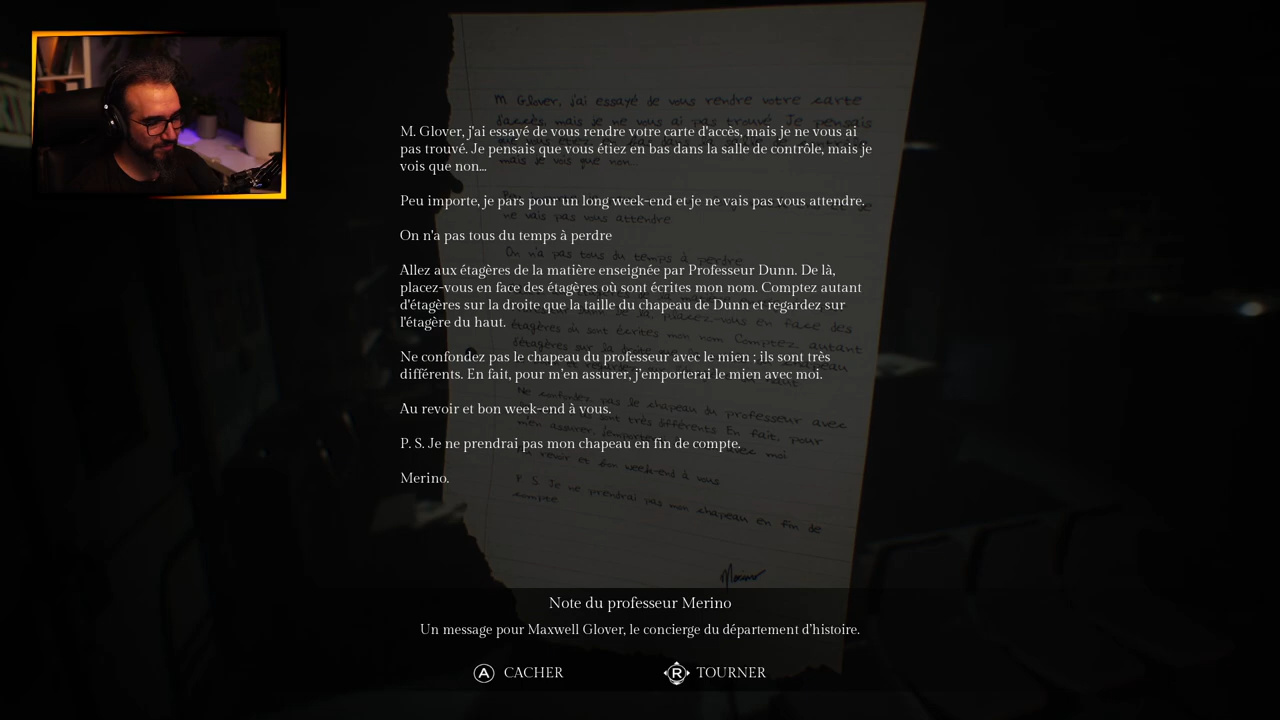 M. Glover, j'ai essayé de vous rendre votre carte d'accès, mais je ne vous ai
pas trouvé. Je pensais que vous étiez en bas dans la salle de contrôle, mais je
vois que non...
Peu importe, je pars pour un long week-end et je ne vais pas vous attendre.
On n'a pas tous du temps à perdre
Allez aux étagères de la matière enseignée par Professeur Dunn. De là,
placez-vous en face des étagères où sont écrites mon nom. Comptez autant
d'étagères sur la droite que la taille du chapeau de Dunn et regardez sur
l'étagère du haut.
Ne confondez pas le chapeau du professeur avec le mien ; ils sont très
différents. En fait, pour m'en assurer, j'emporterai le mien avec moi.
Au revoir et bon week-end à vous.
P. S. Je ne prendrai pas mon chapeau en fin de compte.
Merino.
Note du professeur Merino
Un message pour Maxwell Glover, le concierge du département d'histoire.
A CACHER
R TOURNER